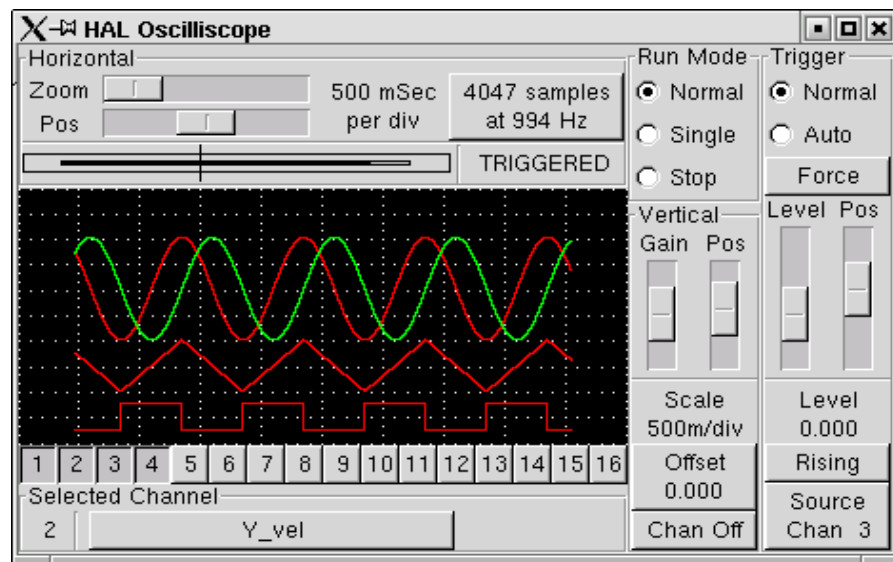 HAL Oscilliscope
Horizontal
Zoom
Pos
500 mSec
per div
4047 samples
at 994 Hz
TRIGGERED
Run Mode
Normal
Single
Stop
Trigger
Normal
Auto
Force
Level Pos
Vertical
Gain Pos
Scale
500m/div
Offset
0.000
Chan Off
Level
0.000
Rising
Source
Chan 3
1 2 3 4 5 6 7 8 9 10 11 12 13 14 15 16
Selected Channel
2 Y_vel